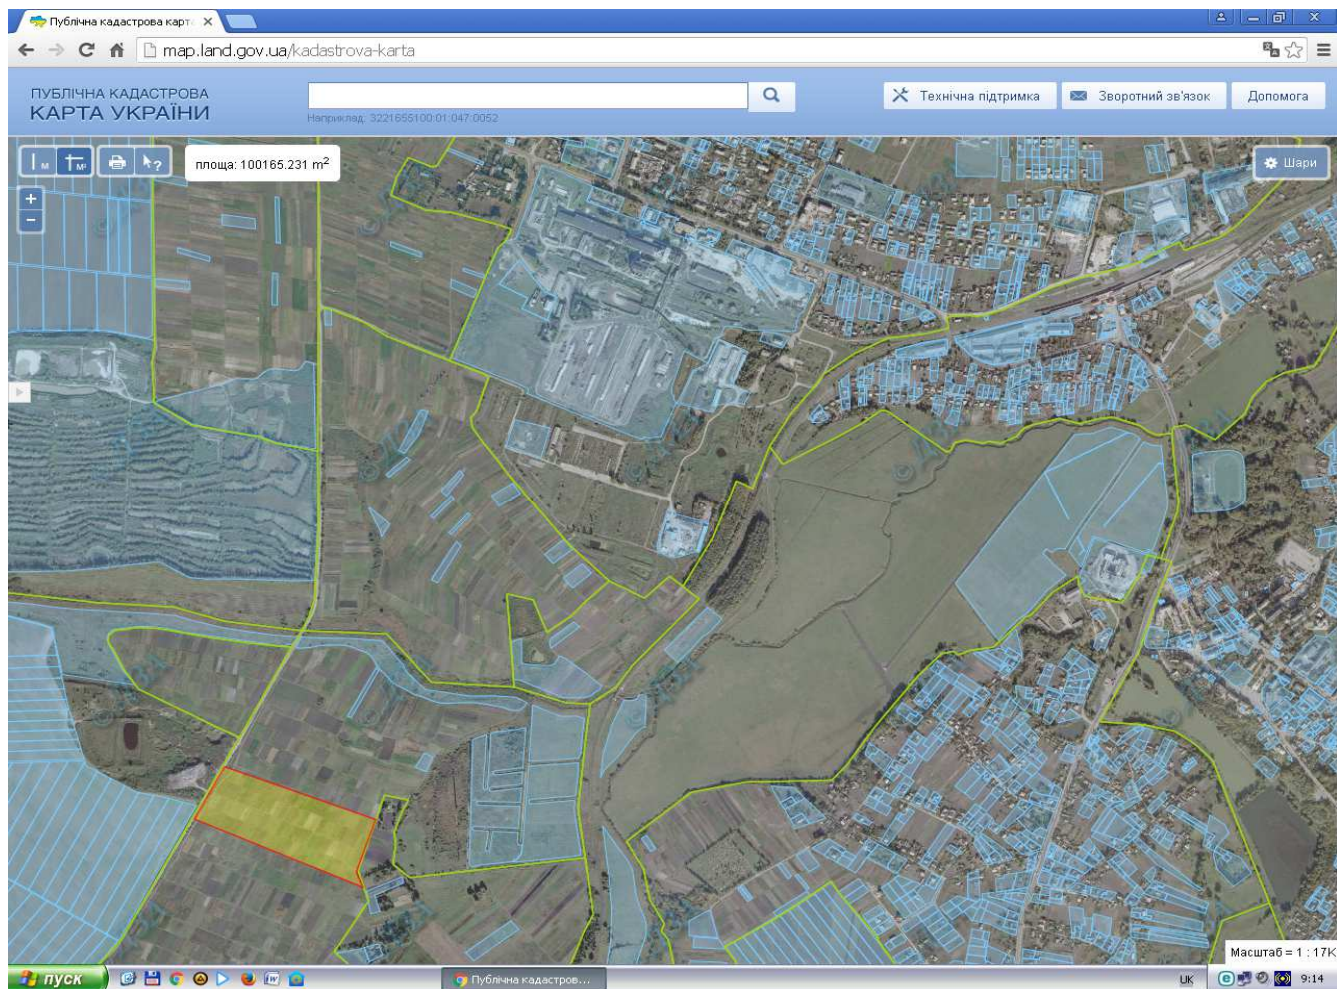 Публічна кадастрова карт
map.land.gov.ua/kadastrova-karta
ПУБЛІЧНА КАДАСТРОВА
КАРТА УКРАЇНИ
Наприклад: 3221655100:01:047:0052
Технічна підтримка
Зворотний зв'язок
Допомога
м
м²
?
площа: 100165.231 m²
Шари
+
−
Масштаб = 1 : 17K
пуск
Публічна кадастров...
UK
9:14